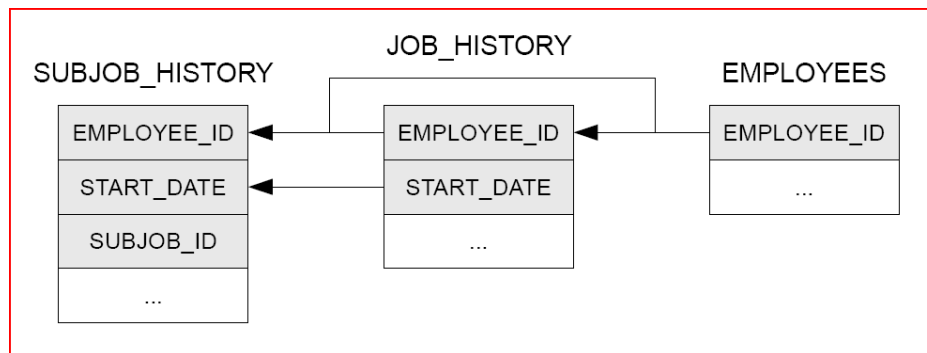 JOB_HISTORY
SUBJOB_HISTORY
EMPLOYEES
EMPLOYEE_ID
EMPLOYEE_ID
EMPLOYEE_ID
START_DATE
START_DATE
...
SUBJOB_ID
...
...